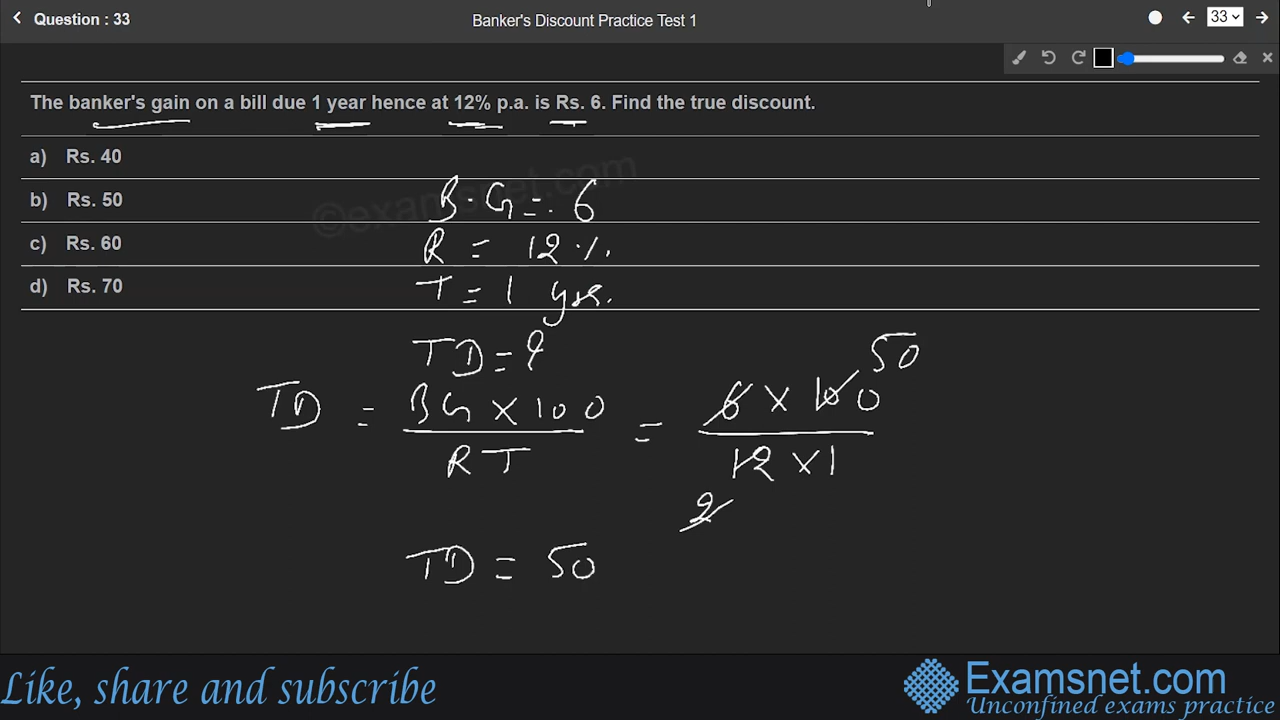 Question : 33
Banker's Discount Practice Test 1
33
The banker's gain on a bill due 1 year hence at 12% p.a. is Rs. 6. Find the true discount.
a) Rs. 40
b) Rs. 50
c) Rs. 60
d) Rs. 70
©examsnet.com
B.G = 6
R = 12 %
T = 1 yrs.
TD = ?
TD = BG × 100 / RT = 6 × 100 / 12 × 1
50
2
TD = 50
Like, share and subscribe
Examsnet.com
Unconfined exams practice